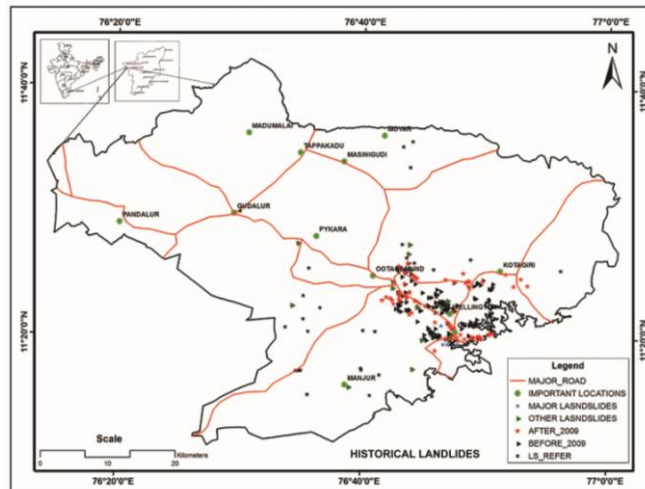 76°20'0"E 76°40'0"E 77°0'0"E
N
11°40'0"N 11°40'0"N
MADUMALAI
MOYAR
TAPPAKADU
MASINIGUDI
GUDALUR
PANDALUR
PYKARA
KOTAGIRI
11°20'0"N 11°20'0"N
MANJUR
Legend
MAJOR_ROAD
IMPORTANT LOCATIONS
MAJOR LASNDSLIDES
OTHER LASNDSLIDES
AFTER_2009
BEFORE_2009
LS_REFER
Scale
0 10 20
Kilometers
HISTORICAL LANDLIDES
76°20'0"E 76°40'0"E 77°0'0"E